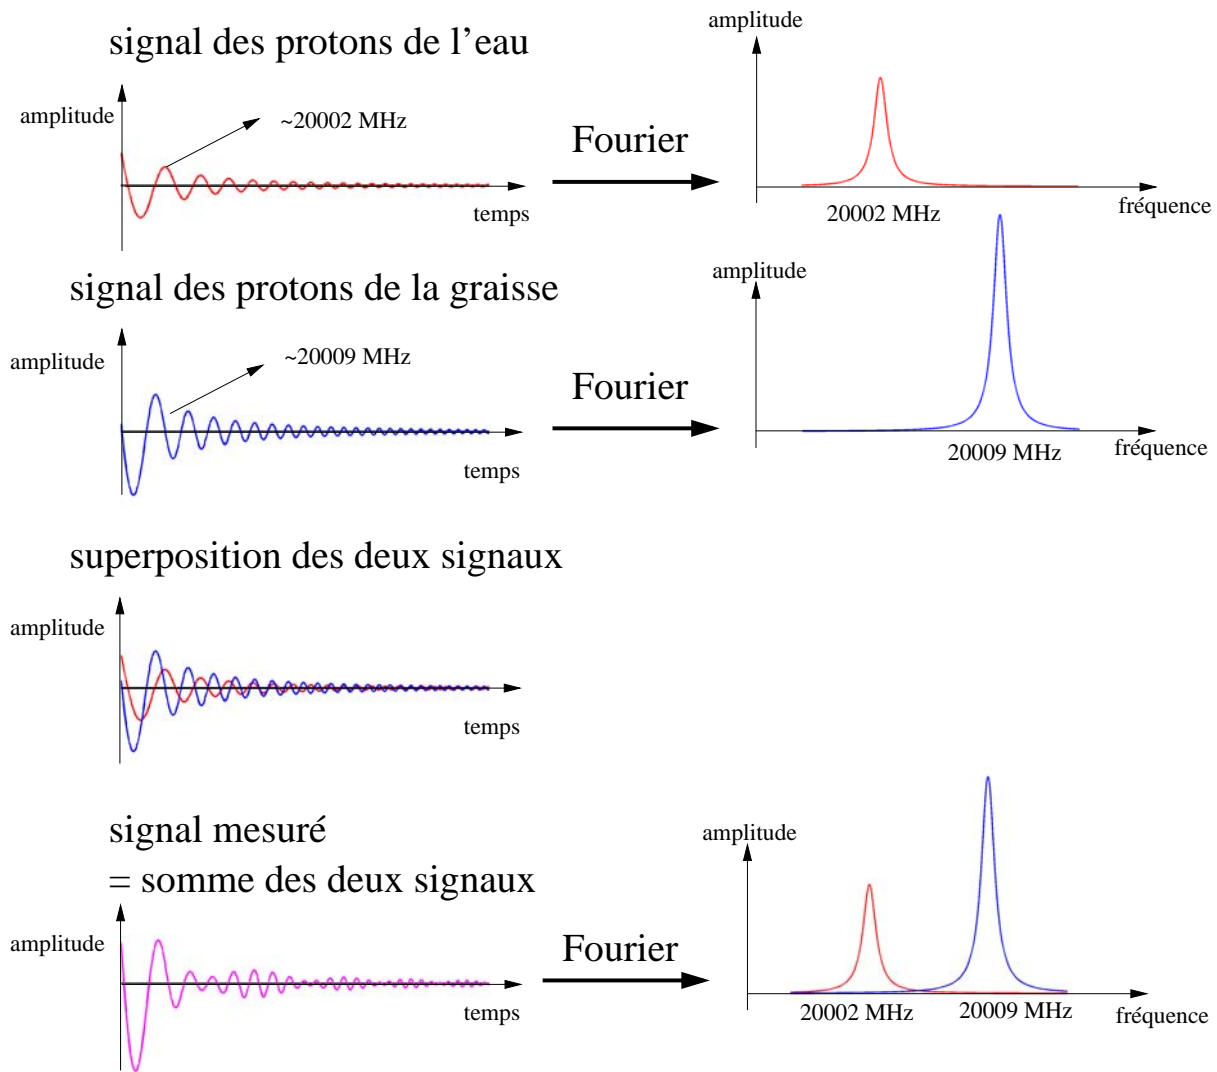 signal des protons de l’eau
amplitude
~20002 MHz
temps
Fourier
amplitude
20002 MHz
fréquence
signal des protons de la graisse
amplitude
~20009 MHz
temps
Fourier
amplitude
20009 MHz
fréquence
superposition des deux signaux
amplitude
temps
signal mesuré
= somme des deux signaux
amplitude
temps
Fourier
amplitude
20002 MHz
20009 MHz
fréquence